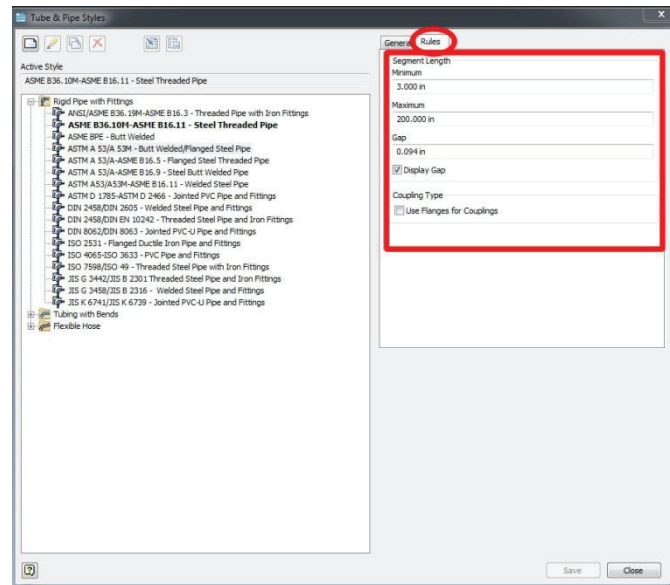 Tube & Pipe Styles
X
General
Rules
Active Style
ASME B36.10M-ASME B16.11 - Steel Threaded Pipe
Rigid Pipe with Fittings
ANSI/ASME B36.19M-ASME B16.3 - Threaded Pipe with Iron Fittings
ASME B36.10M-ASME B16.11 - Steel Threaded Pipe
ASME BPE - Butt Welded
ASTM A 53/A 53M - Butt Welded/Flanged Steel Pipe
ASTM A 53/A-ASME B16.5 - Flanged Steel Threaded Pipe
ASTM A 53/A-ASME B16.9 - Steel Butt Welded Pipe
ASTM A53/A53M-ASME B16.11 - Welded Steel Pipe
ASTM D 1785-ASTM D 2466 - Jointed PVC Pipe and Fittings
DIN 2458/DIN 2605 - Welded Steel Pipe and Fittings
DIN 2458/DIN EN 10242 - Threaded Steel Pipe and Iron Fittings
DIN 8062/DIN 8063 - Jointed PVC-U Pipe and Fittings
ISO 2531 - Flanged Ductile Iron Pipe and Fittings
ISO 4065-ISO 3633 - PVC Pipe and Fittings
ISO 7598/ISO 49 - Threaded Steel Pipe with Iron Fittings
JIS G 3442/JIS B 2301 Threaded Steel Pipe and Iron Fittings
JIS G 3458/JIS B 2316 - Welded Steel Pipe and Fittings
JIS K 6741/JIS K 6739 - Jointed PVC-U Pipe and Fittings
Tubing with Bends
Flexible Hose
Segment Length
Minimum
3.000 in
Maximum
200.000 in
Gap
0.094 in
Display Gap
Coupling Type
Use Flanges for Couplings
?
Save
Close